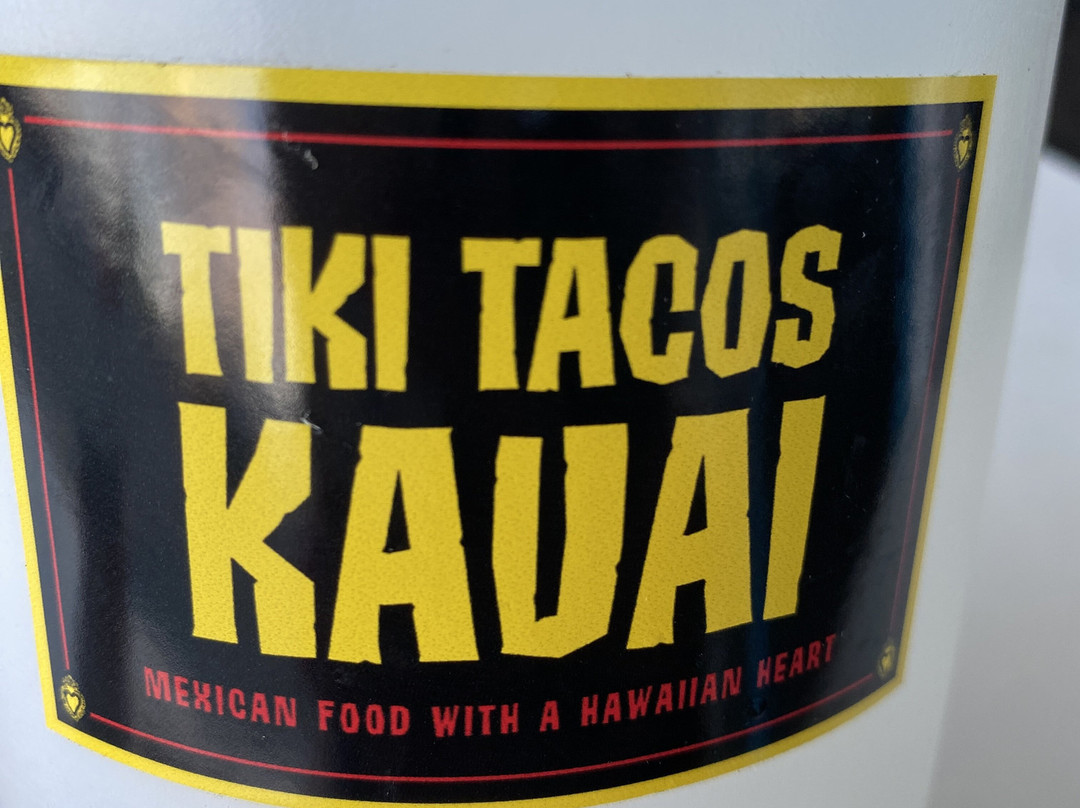 TIKI TACOS
KAUAI
MEXICAN FOOD WITH A HAWAIIAN HEART